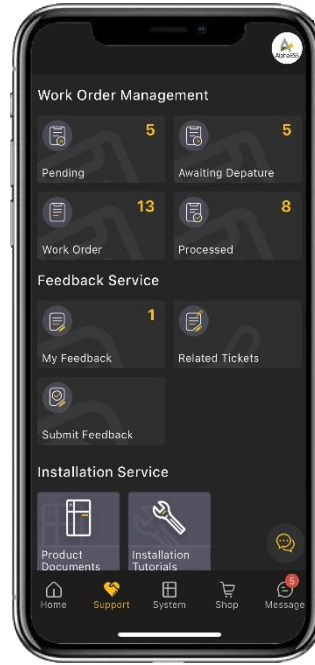 AlphaESS
Work Order Management
5
5
Pending
Awaiting Depature
13
8
Work Order
Processed
Feedback Service
1
My Feedback
Related Tickets
Submit Feedback
Installation Service
Product
Documents
Installation
Tutorials
5
Home
Support
System
Shop
Message